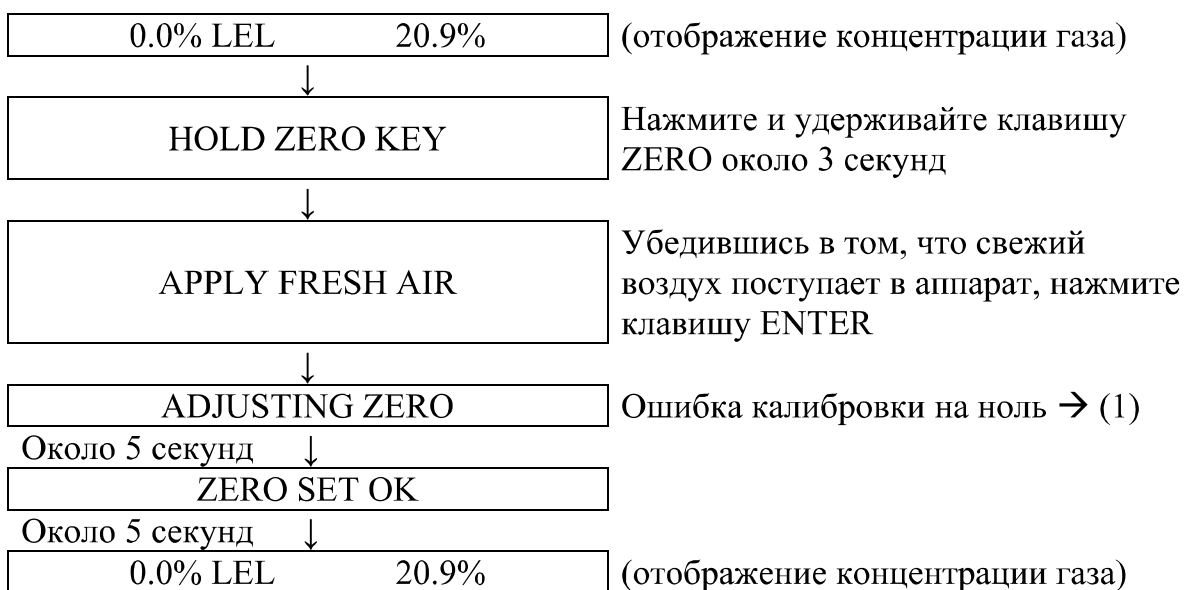 0.0% LEL 20.9% (отображение концентрации газа)
↓
HOLD ZERO KEY
Нажмите и удерживайте клавишу
ZERO около 3 секунд
↓
APPLY FRESH AIR
Убедившись в том, что свежий
воздух поступает в аппарат, нажмите
клавишу ENTER
↓
ADJUSTING ZERO Ошибка калибровки на ноль → (1)
Около 5 секунд ↓
ZERO SET OK
Около 5 секунд ↓
0.0% LEL 20.9% (отображение концентрации газа)